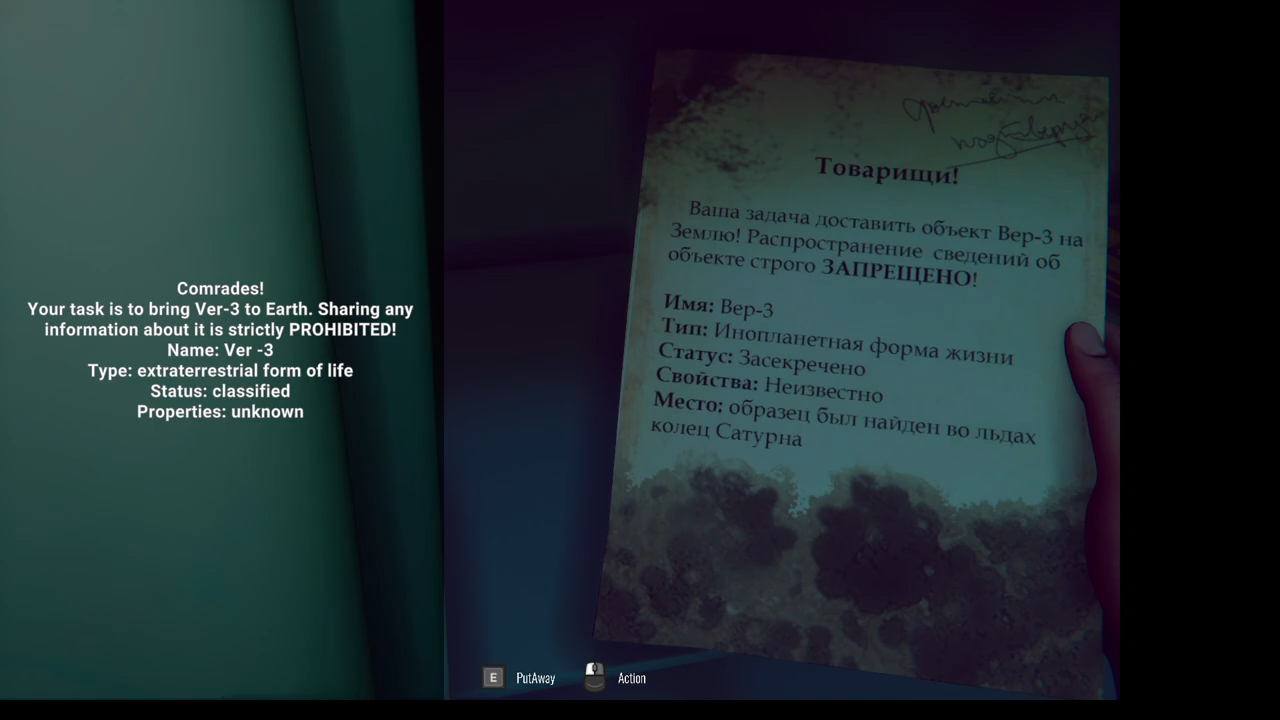 Comrades!
Your task is to bring Ver-3 to Earth. Sharing any
information about it is strictly PROHIBITED!
Name: Ver -3
Type: extraterrestrial form of life
Status: classified
Properties: unknown
Товарищи!
Ваша задача доставить объект Вер-3 на
Землю! Распространение сведений об
объекте строго ЗАПРЕЩЕНО!
Имя: Вер-3
Тип: Инопланетная форма жизни
Статус: Засекречено
Свойства: Неизвестно
Место: образец был найден во льдах
колец Сатурна
E PutAway Action